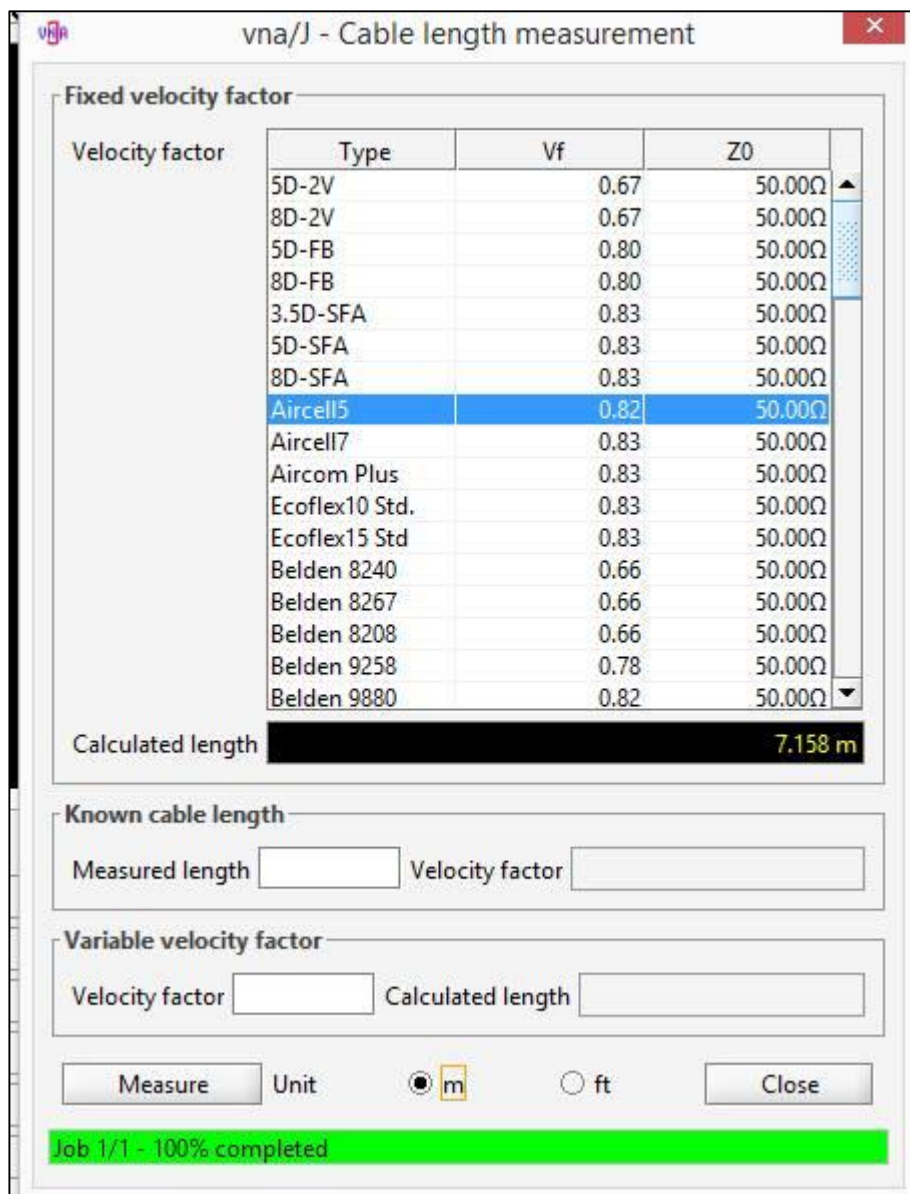 VNA vna/J - Cable length measurement
Fixed velocity factor
Velocity factor Type Vf Z0
5D-2V 0.67 50.00Ω
8D-2V 0.67 50.00Ω
5D-FB 0.80 50.00Ω
8D-FB 0.80 50.00Ω
3.5D-SFA 0.83 50.00Ω
5D-SFA 0.83 50.00Ω
8D-SFA 0.83 50.00Ω
Aircell5 0.82 50.00Ω
Aircell7 0.83 50.00Ω
Aircom Plus 0.83 50.00Ω
Ecoflex10 Std. 0.83 50.00Ω
Ecoflex15 Std 0.83 50.00Ω
Belden 8240 0.66 50.00Ω
Belden 8267 0.66 50.00Ω
Belden 8208 0.66 50.00Ω
Belden 9258 0.78 50.00Ω
Belden 9880 0.82 50.00Ω
Calculated length 7.158 m
Known cable length
Measured length Velocity factor
Variable velocity factor
Velocity factor Calculated length
Measure Unit m ft Close
Job 1/1 - 100% completed